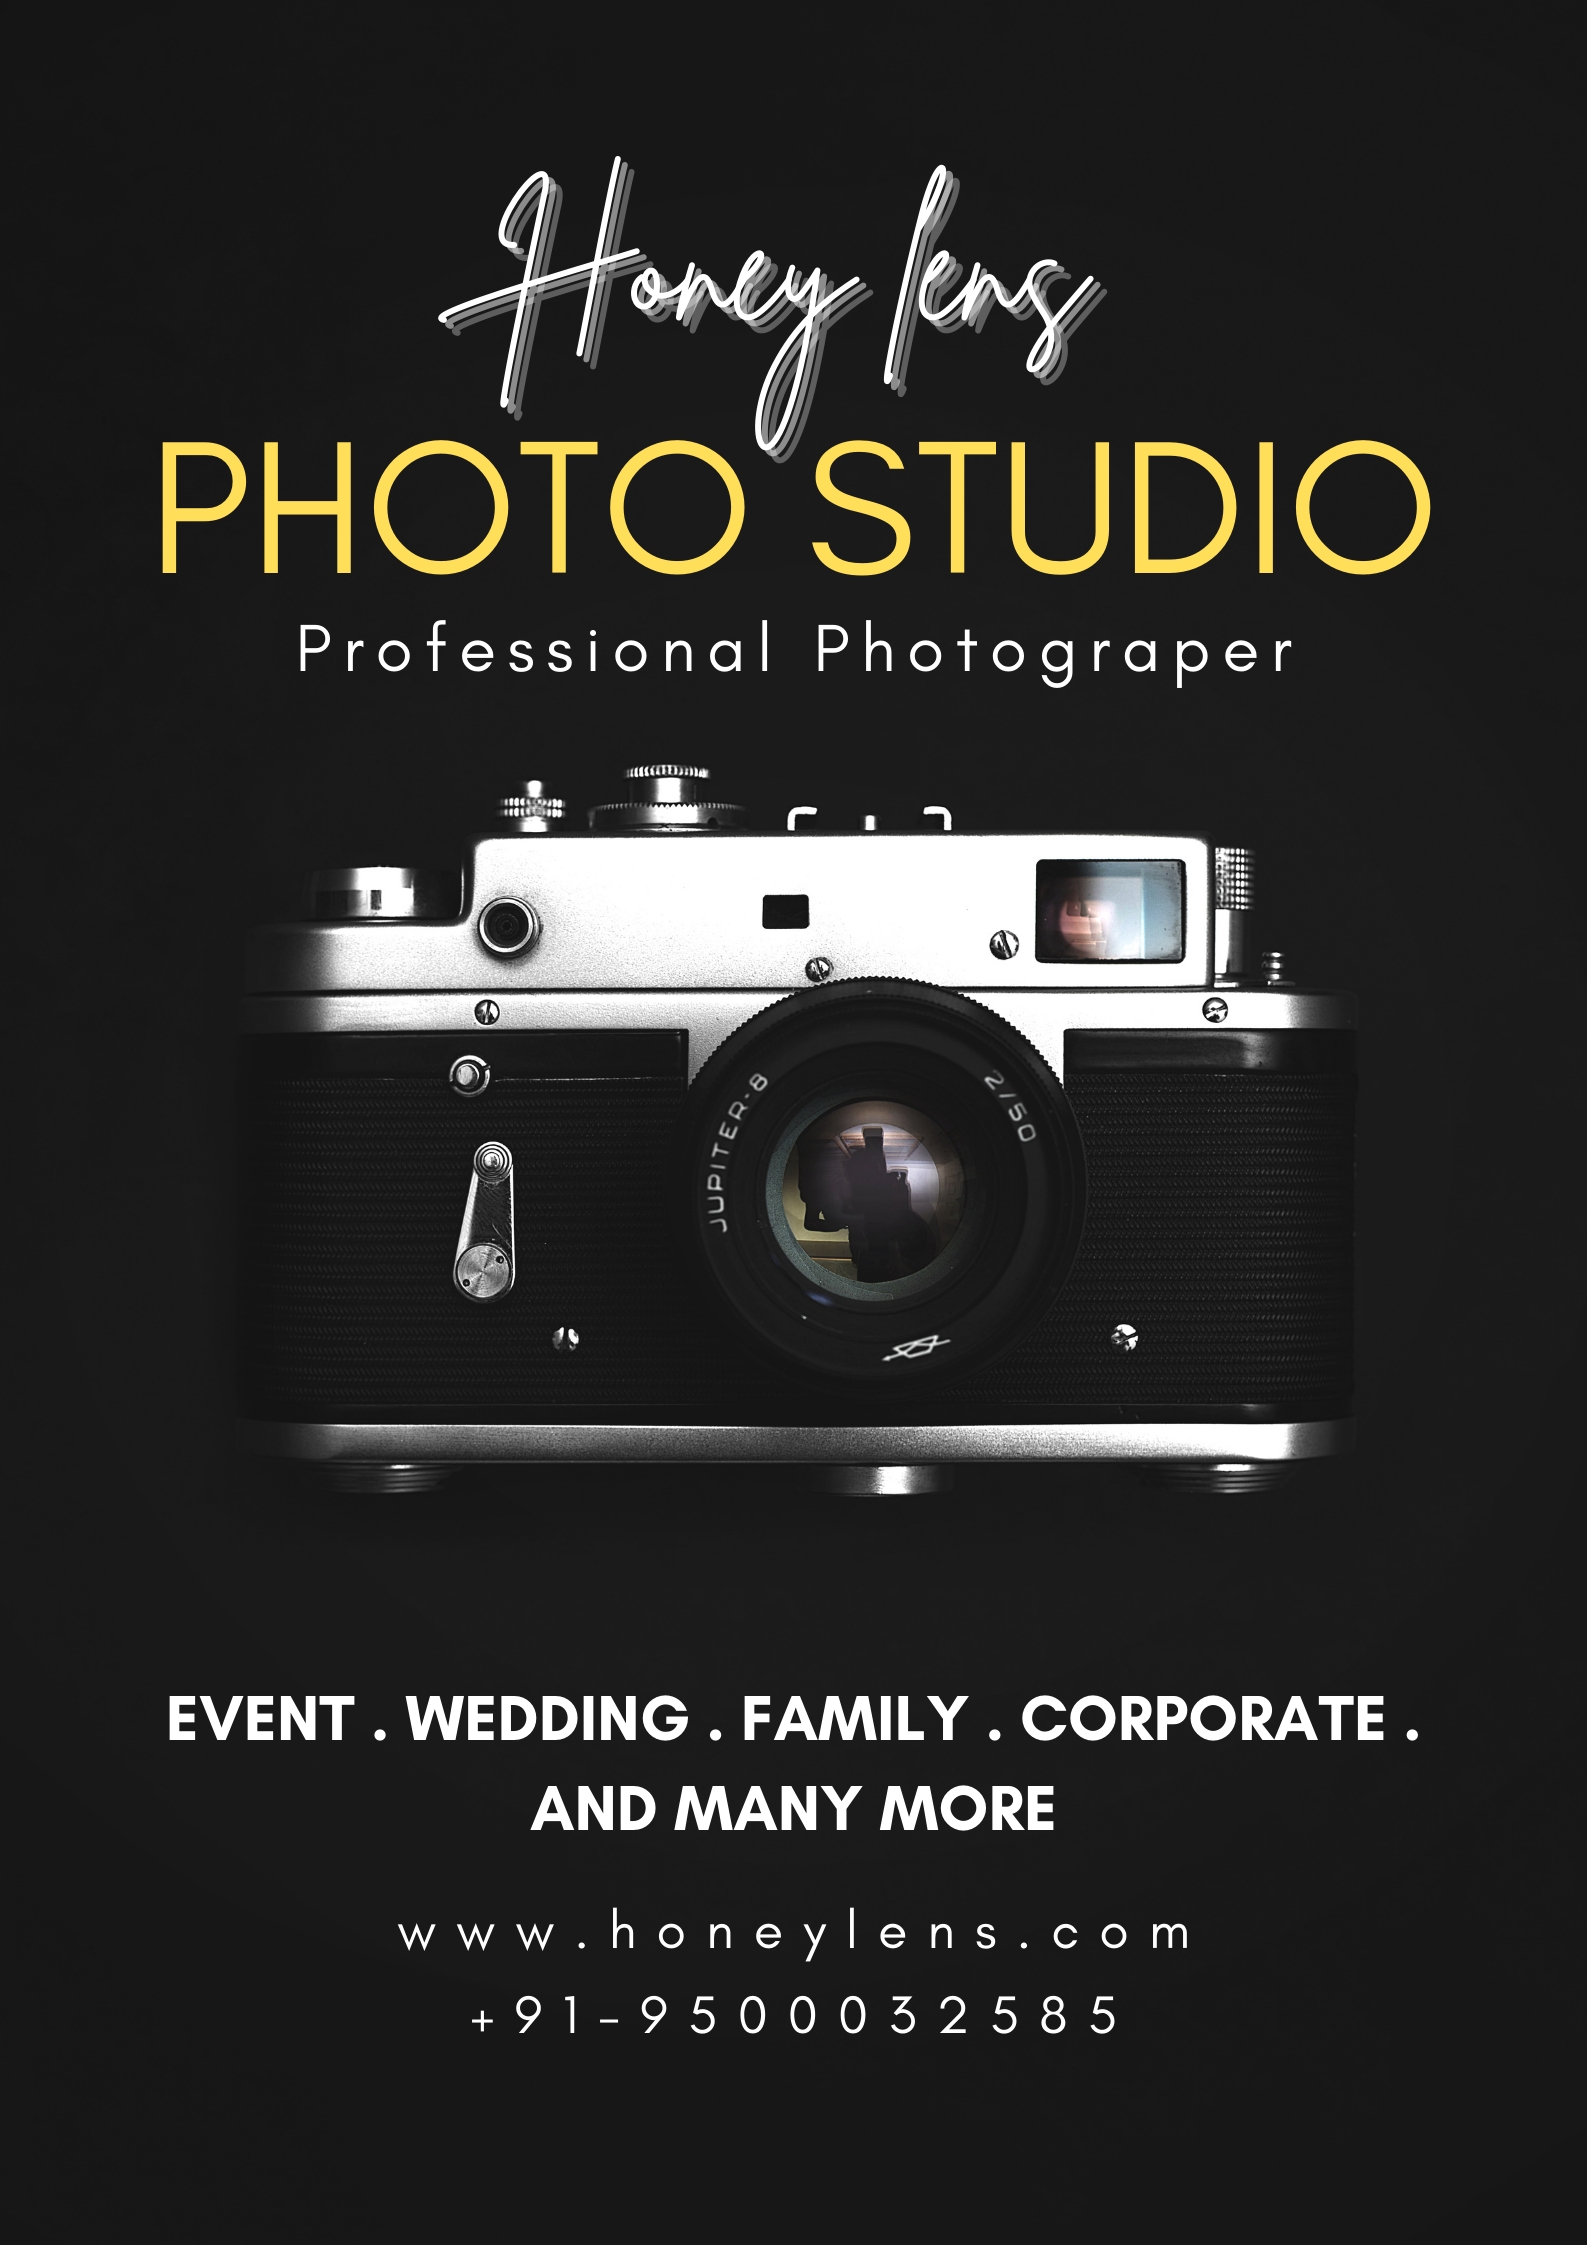 Honey lens
PHOTO STUDIO
Professional Photograper
JUPITER-8
2/50
EVENT . WEDDING . FAMILY . CORPORATE .
AND MANY MORE
www.honeylens.com
+91-9500032585